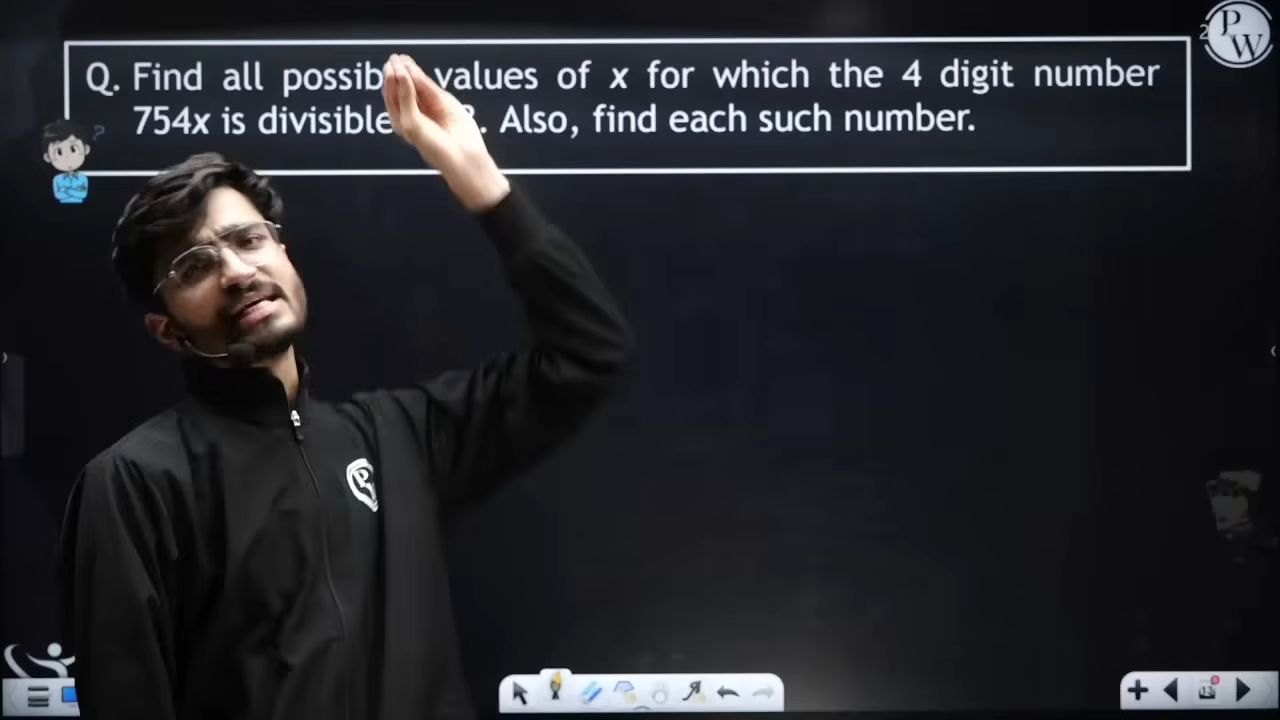 Q. Find all values of x for which the 4 digit number
754x is divisible . Also, find each such number.
PW
P
13